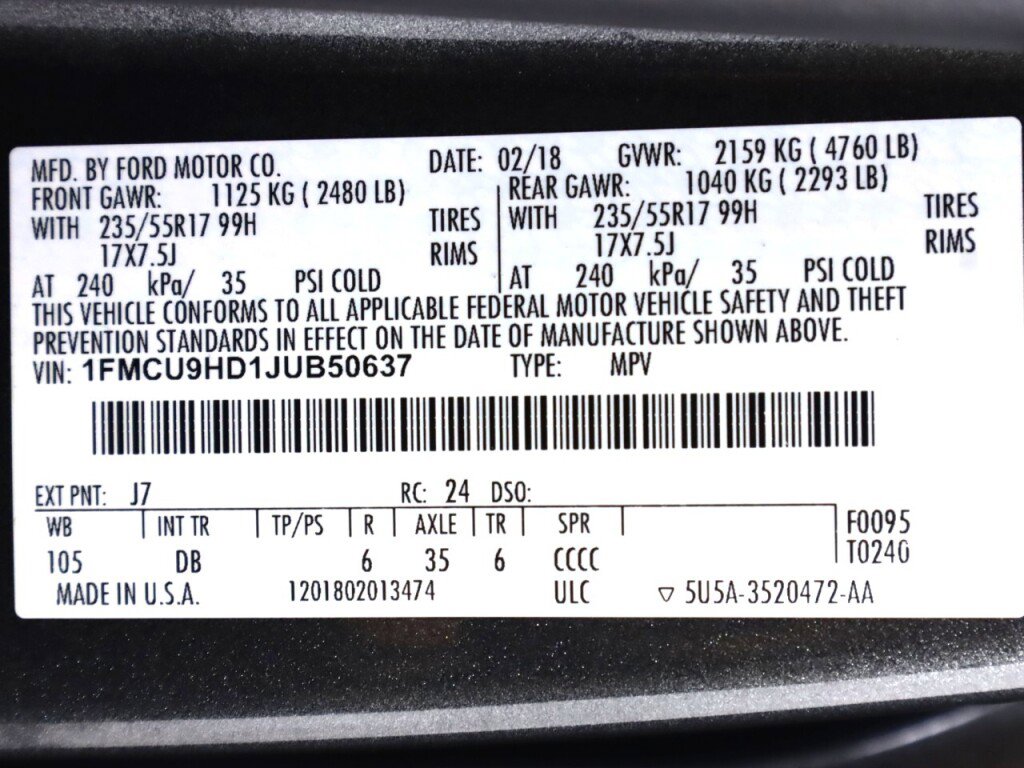 MFD. BY FORD MOTOR CO. DATE: 02/18 GVWR: 2159 KG ( 4760 LB)
FRONT GAWR: 1125 KG ( 2480 LB) REAR GAWR: 1040 KG ( 2293 LB)
WITH 235/55R17 99H TIRES WITH 235/55R17 99H TIRES
17X7.5J RIMS 17X7.5J RIMS
AT 240 kPa/ 35 PSI COLD AT 240 kPa/ 35 PSI COLD
THIS VEHICLE CONFORMS TO ALL APPLICABLE FEDERAL MOTOR VEHICLE SAFETY AND THEFT
PREVENTION STANDARDS IN EFFECT ON THE DATE OF MANUFACTURE SHOWN ABOVE.
VIN: 1FMCU9HD1JUB50637 TYPE: MPV
EXT PNT: J7 RC: 24 DSO:
WB INT TR TP/PS R AXLE TR SPR F0095
105 DB 6 35 6 CCCC T0240
MADE IN U.S.A. 1201802013474 ULC ▽ 5U5A-3520472-AA